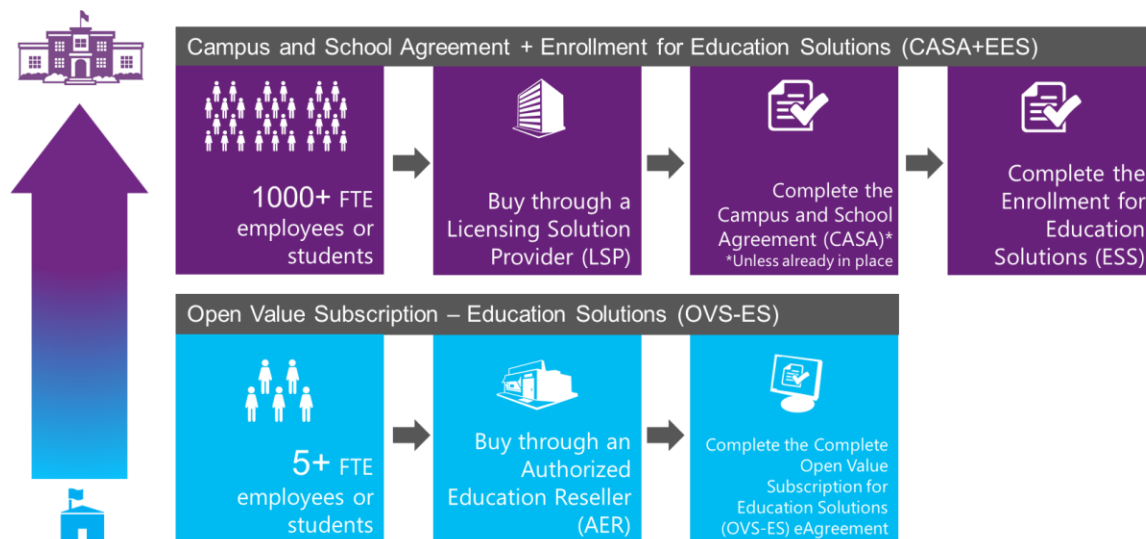 Campus and School Agreement + Enrollment for Education Solutions (CASA+EES)
1000+ FTE
employees or
students
Buy through a
Licensing Solution
Provider (LSP)
Complete the
Campus and School
Agreement (CASA)*
*Unless already in place
Complete the
Enrollment for
Education
Solutions (ESS)
Open Value Subscription – Education Solutions (OVS-ES)
5+ FTE
employees or
students
Buy through an
Authorized
Education Reseller
(AER)
Complete the Complete
Open Value
Subscription for
Education Solutions
(OVS-ES) eAgreement